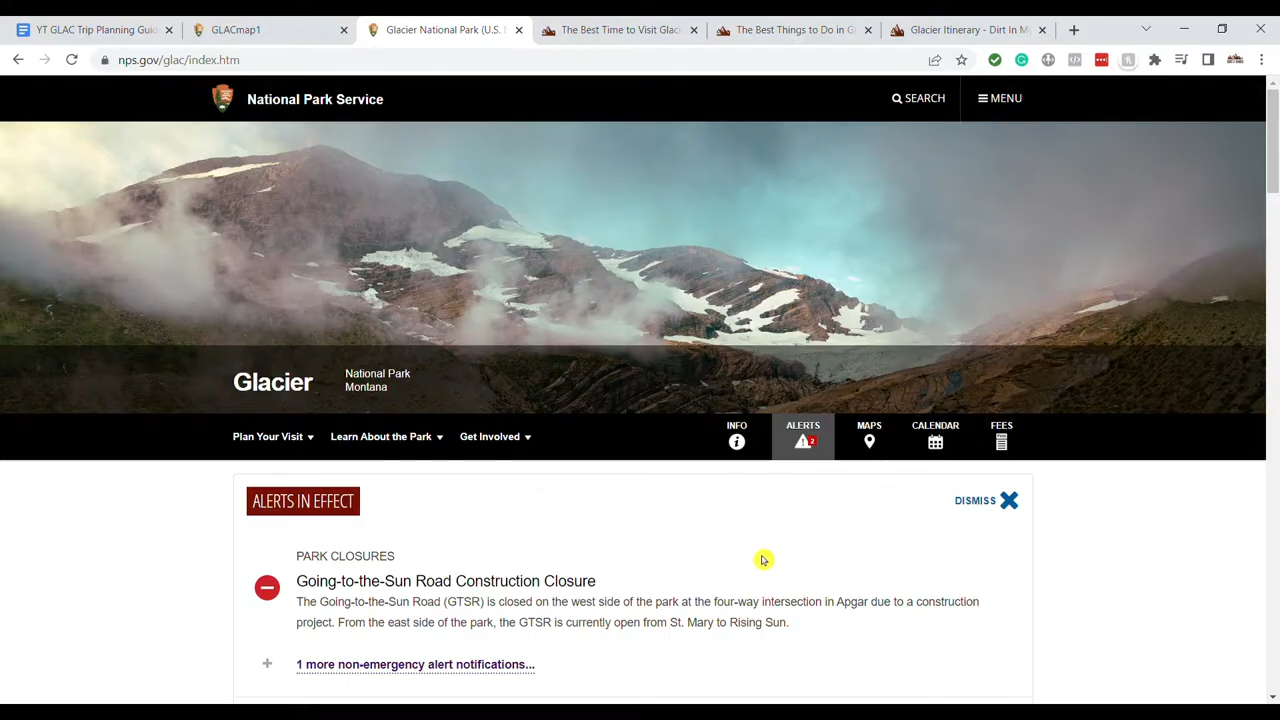 YT GLAC Trip Planning Guid
GLACmap1
Glacier National Park (U.S.
The Best Time to Visit Glac
The Best Things to Do in G
Glacier Itinerary - Dirt In M
nps.gov/glac/index.htm
National Park Service
SEARCH
MENU
Glacier
National Park
Montana
Plan Your Visit
Learn About the Park
Get Involved
INFO
ALERTS
2
MAPS
CALENDAR
FEES
ALERTS IN EFFECT
DISMISS
PARK CLOSURES
Going-to-the-Sun Road Construction Closure
The Going-to-the-Sun Road (GTSR) is closed on the west side of the park at the four-way intersection in Apgar due to a construction
project. From the east side of the park, the GTSR is currently open from St. Mary to Rising Sun.
1 more non-emergency alert notifications...